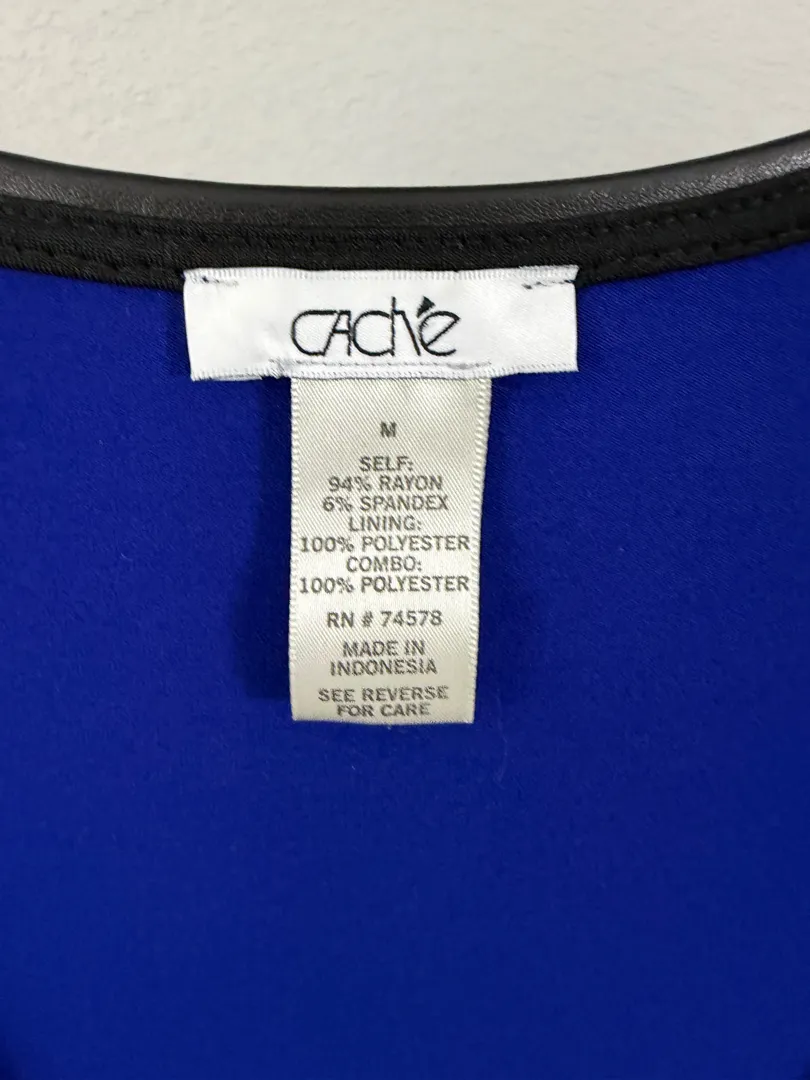 CAChé
M
SELF:
94% RAYON
6% SPANDEX
LINING:
100% POLYESTER
COMBO:
100% POLYESTER
RN # 74578
MADE IN
INDONESIA
SEE REVERSE
FOR CARE